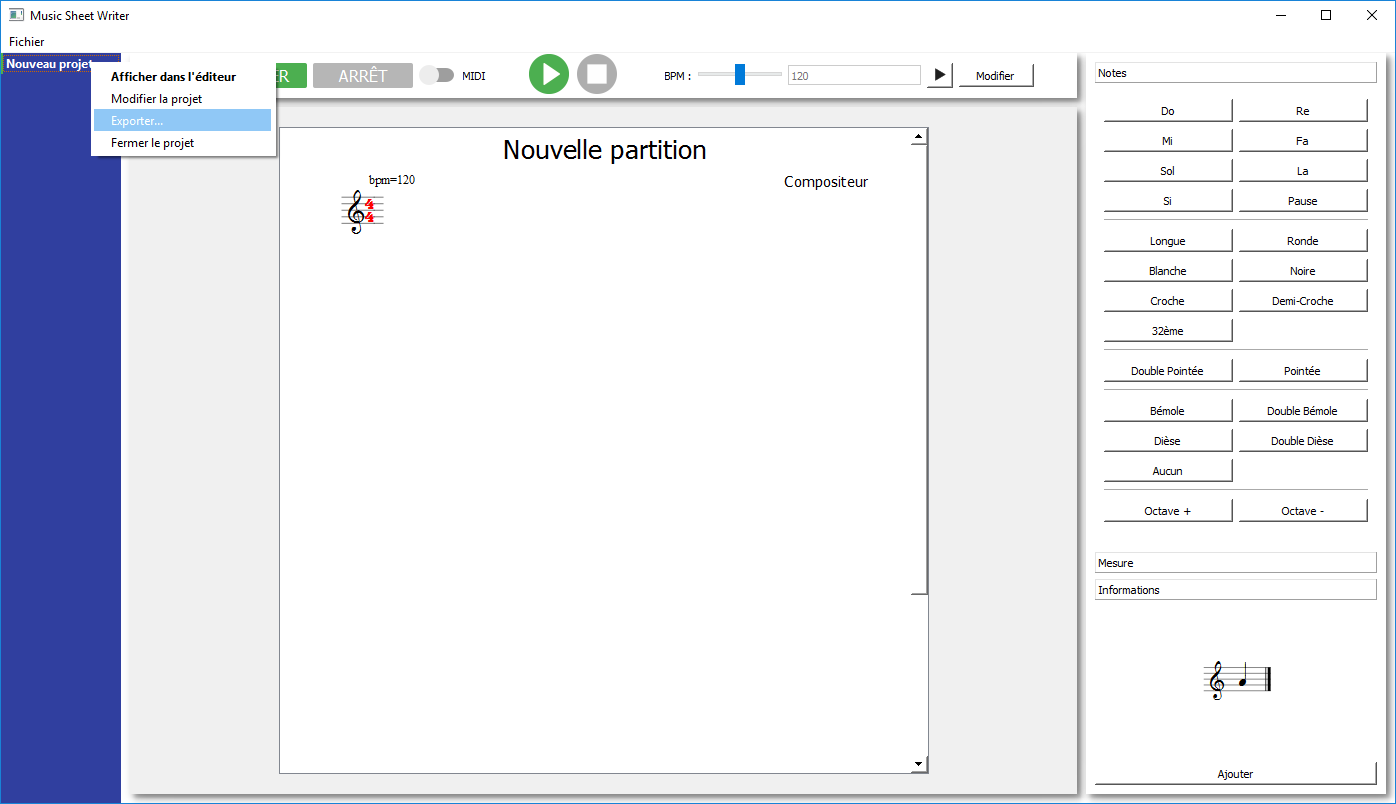 Music Sheet Writer
Fichier
Nouveau projet
Afficher dans l'éditeur
Modifier la projet
Exporter...
Fermer le projet
ER
ARRÊT
MIDI
BPM :
120
Modifier
Nouvelle partition
bpm=120
Compositeur
4
4
Notes
Do
Re
Mi
Fa
Sol
La
Si
Pause
Longue
Ronde
Blanche
Noire
Croche
Demi-Croche
32ème
Double Pointée
Pointée
Bémole
Double Bémole
Dièse
Double Dièse
Aucun
Octave +
Octave -
Mesure
Informations
Ajouter